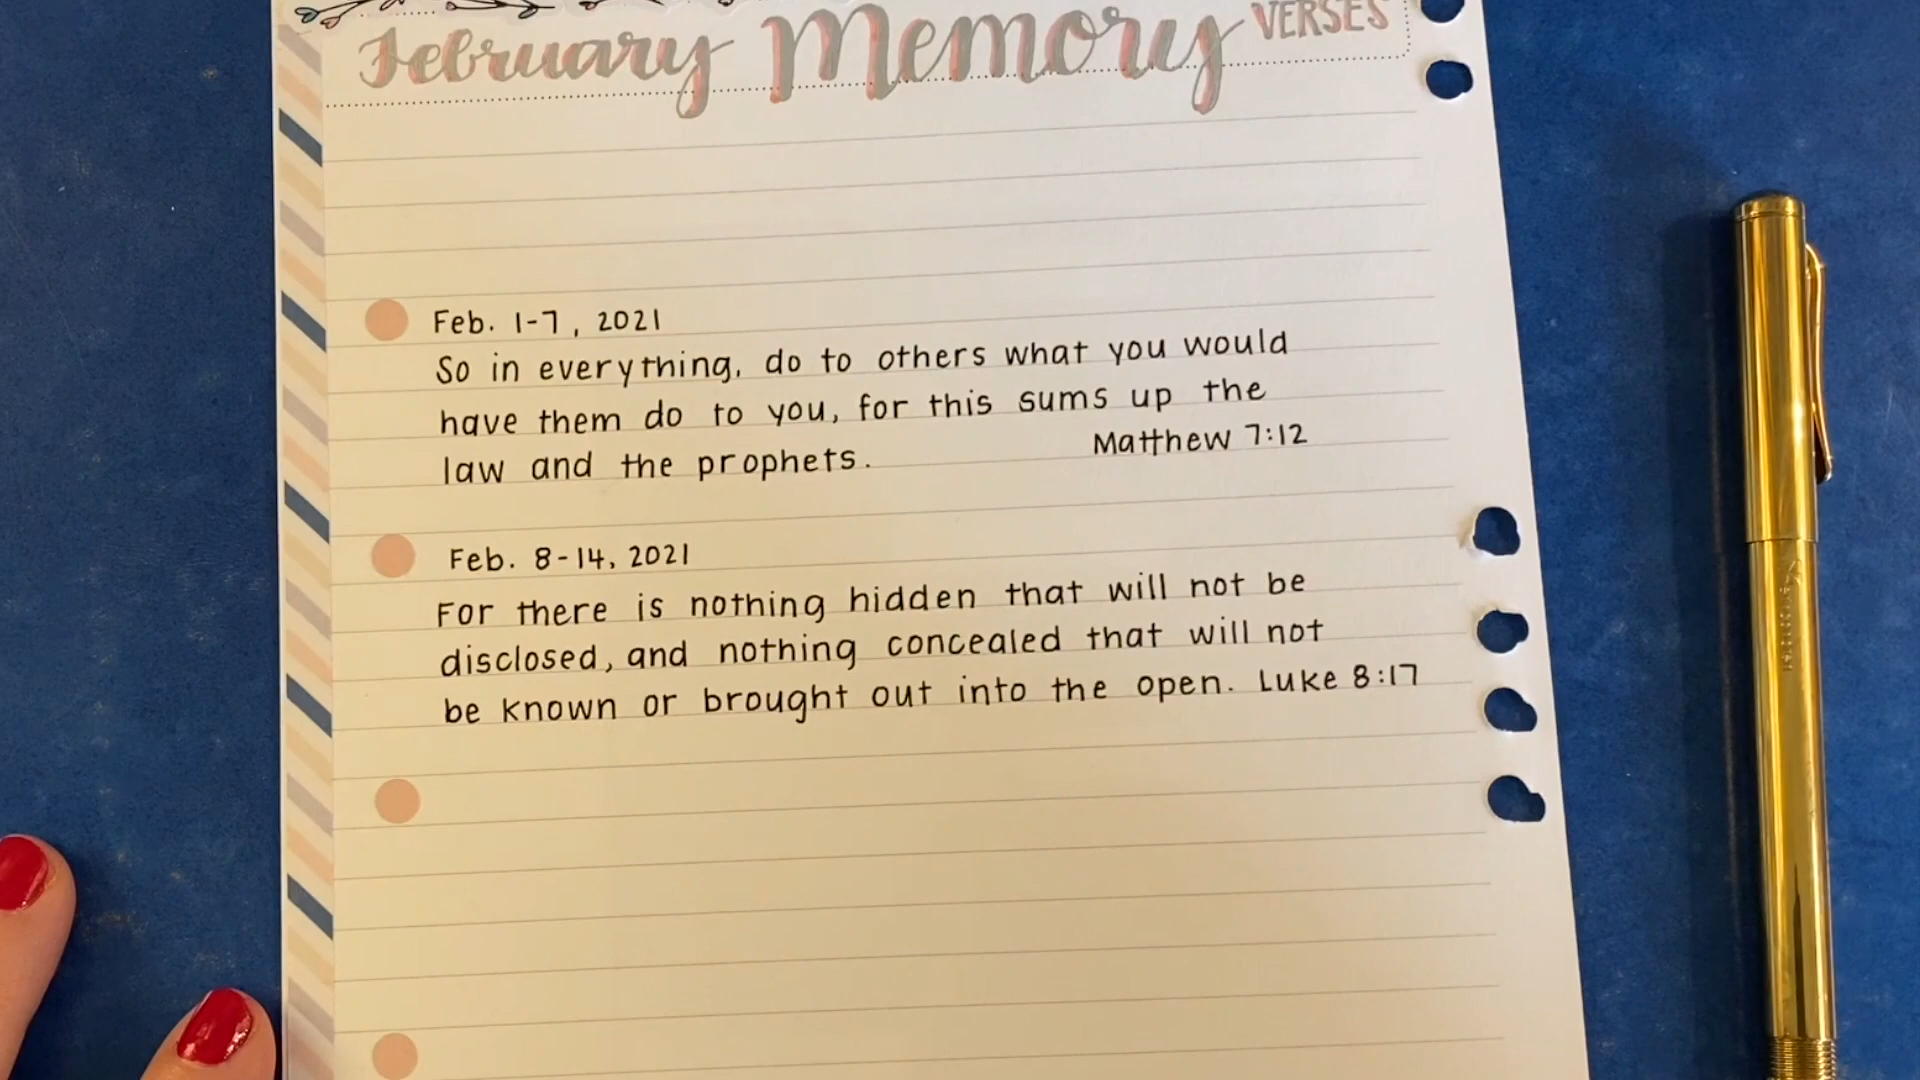 February Memory VERSES
Feb. 1-7, 2021
So in everything, do to others what you would
have them do to you, for this sums up the
law and the prophets. Matthew 7:12
Feb. 8-14, 2021
For there is nothing hidden that will not be
disclosed, and nothing concealed that will not
be known or brought out into the open. Luke 8:17